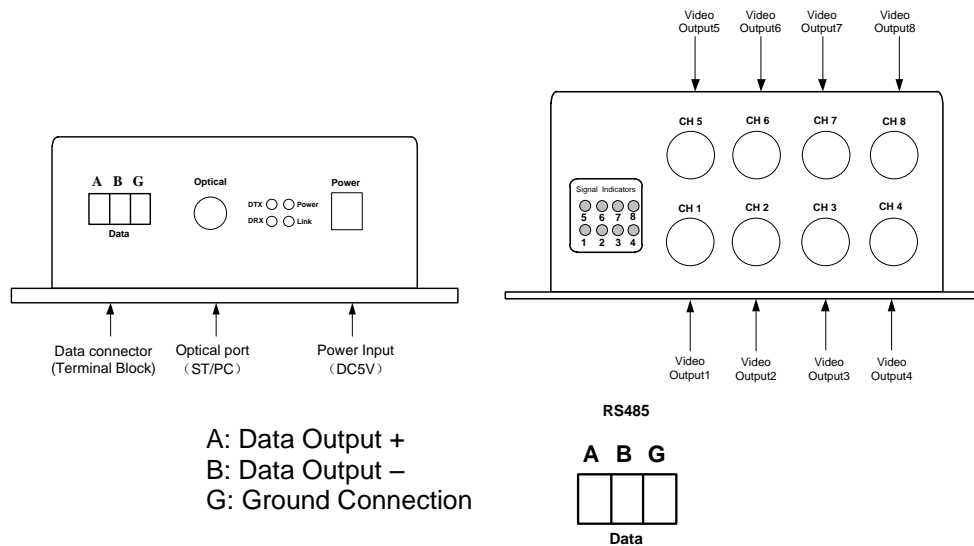 Video
Output5
Video
Output6
Video
Output7
Video
Output8
A B G
Data
Optical
DTX
Power
DRX
Link
Power
Data connector
(Terminal Block)
Optical port
（ST/PC）
Power Input
（DC5V）
CH 5
CH 6
CH 7
CH 8
Signal Indicators
5 6 7 8
1 2 3 4
CH 1
CH 2
CH 3
CH 4
Video
Output1
Video
Output2
Video
Output3
Video
Output4
A: Data Output +
B: Data Output –
G: Ground Connection
RS485
A B G
Data